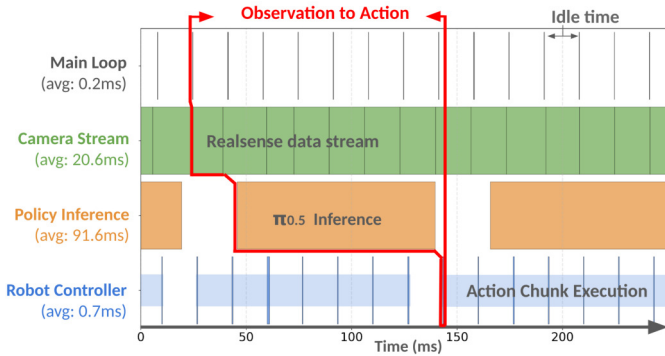 Observation to Action
Idle time
Main Loop
(avg: 0.2ms)
Camera Stream
(avg: 20.6ms)
Realsense data stream
Policy Inference
(avg: 91.6ms)
π0.5 Inference
Robot Controller
(avg: 0.7ms)
Action Chunk Execution
0 50 100 150 200
Time (ms)